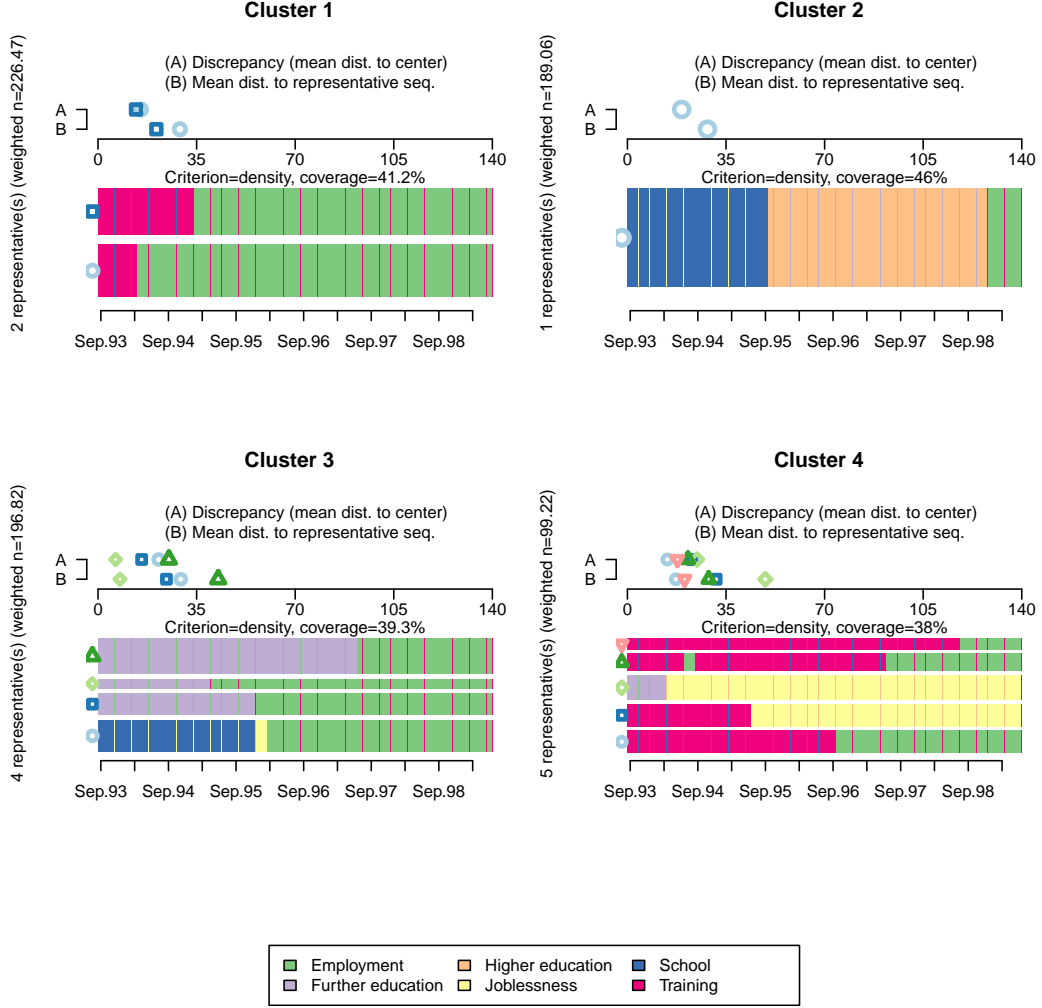 Cluster 1
2 representative(s) (weighted n=226.47)
(A) Discrepancy (mean dist. to center)
(B) Mean dist. to representative seq.
A
B
0 35 70 105 140
Criterion=density, coverage=41.2%
Sep.93 Sep.94 Sep.95 Sep.96 Sep.97 Sep.98
Cluster 2
1 representative(s) (weighted n=189.06)
(A) Discrepancy (mean dist. to center)
(B) Mean dist. to representative seq.
A
B
0 35 70 105 140
Criterion=density, coverage=46%
Sep.93 Sep.94 Sep.95 Sep.96 Sep.97 Sep.98
Cluster 3
4 representative(s) (weighted n=196.82)
(A) Discrepancy (mean dist. to center)
(B) Mean dist. to representative seq.
A
B
0 35 70 105 140
Criterion=density, coverage=39.3%
Sep.93 Sep.94 Sep.95 Sep.96 Sep.97 Sep.98
Cluster 4
5 representative(s) (weighted n=99.22)
(A) Discrepancy (mean dist. to center)
(B) Mean dist. to representative seq.
A
B
0 35 70 105 140
Criterion=density, coverage=38%
Sep.93 Sep.94 Sep.95 Sep.96 Sep.97 Sep.98
Employment Higher education School
Further education Joblessness Training